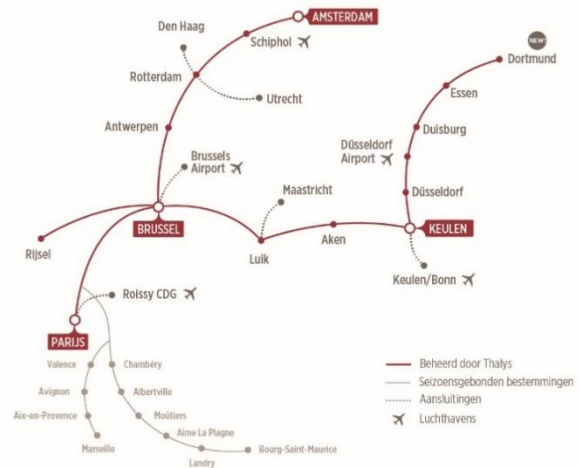 AMSTERDAM
Den Haag
Schiphol
NEW!
Dortmund
Rotterdam
Essen
Utrecht
Antwerpen
Duisburg
Brussels
Airport
Düsseldorf
Airport
Maastricht
Düsseldorf
BRUSSEL
KEULEN
Rijsel
Luik
Aken
Keulen/Bonn
Roissy CDG
PARIJS
Valence
Chambéry
Avignon
Albertville
Aix-en-Provence
Moûtiers
Marseille
Aime La Plagne
Landry
Bourg-Saint-Maurice
Beheerd door Thalys
Seizoensgebonden bestemmingen
Aansluitingen
Luchthavens